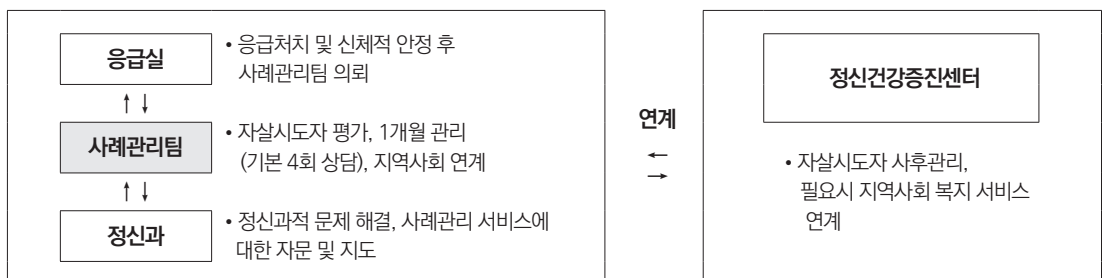 응급실
• 응급처치 및 신체적 안정 후
사례관리팀 의뢰
↑↓
사례관리팀
• 자살시도자 평가, 1개월 관리
(기본 4회 상담), 지역사회 연계
↑↓
정신과
• 정신과적 문제 해결, 사례관리 서비스에
대한 자문 및 지도
연계
←
→
정신건강증진센터
• 자살시도자 사후관리,
필요시 지역사회 복지 서비스
연계